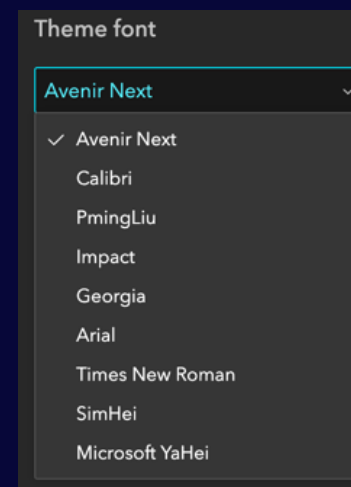 Theme font
Avenir Next
Avenir Next
Calibri
PmingLiu
Impact
Georgia
Arial
Times New Roman
SimHei
Microsoft YaHei